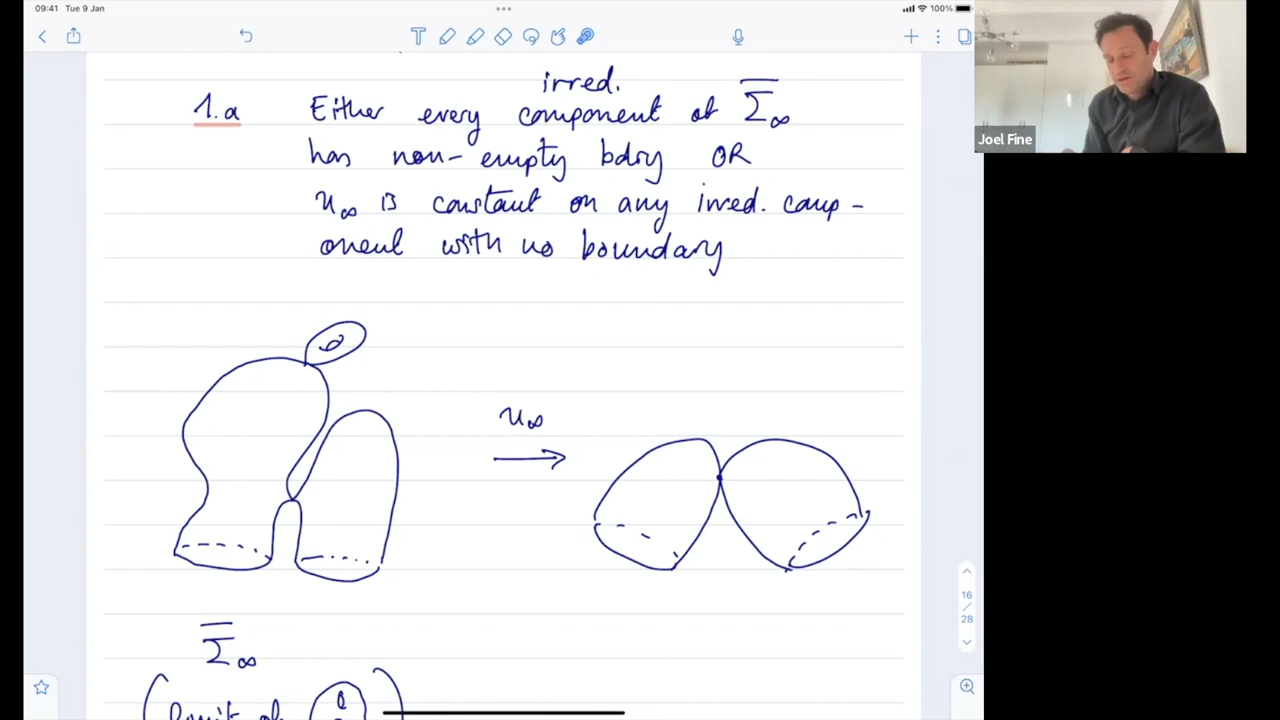 09:41 Tue 9 Jan
100%
irred.
1.a Either every component of Σ̅∞
has non-empty bdry OR
u∞ is constant on any irred. comp-
onent with no boundary
u∞
Σ̅∞
Joel Fine
16
/
28